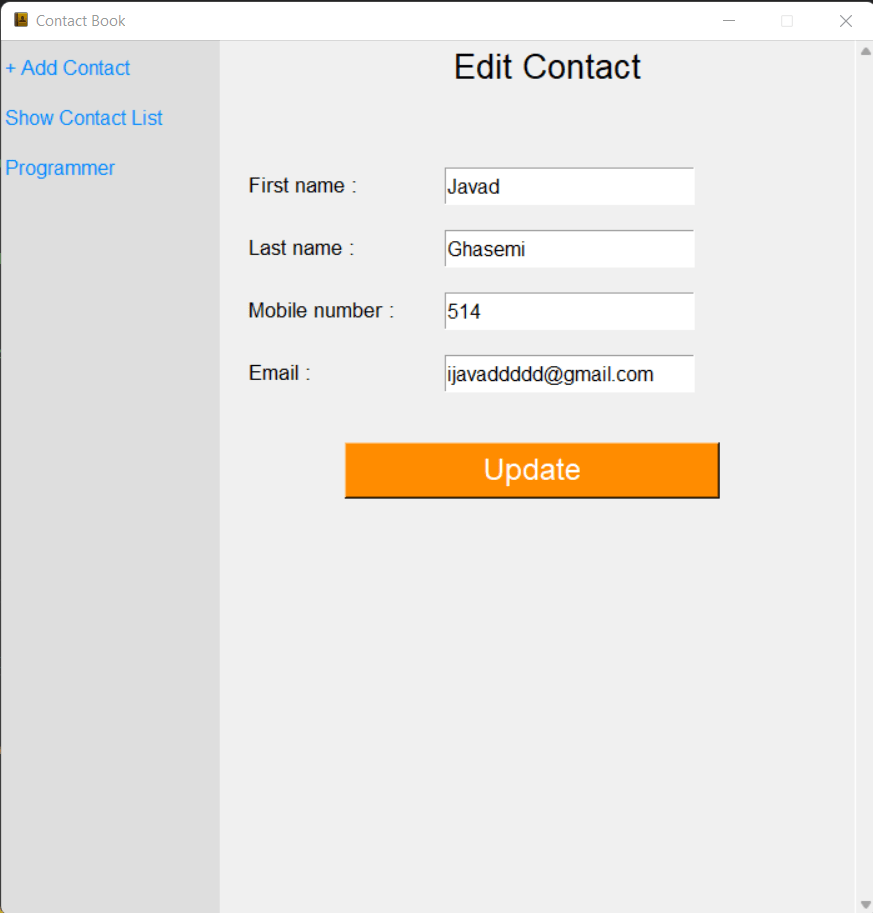 Contact Book
+ Add Contact
Show Contact List
Programmer
Edit Contact
First name : Javad
Last name : Ghasemi
Mobile number : 514
Email : ijavaddddd@gmail.com
Update